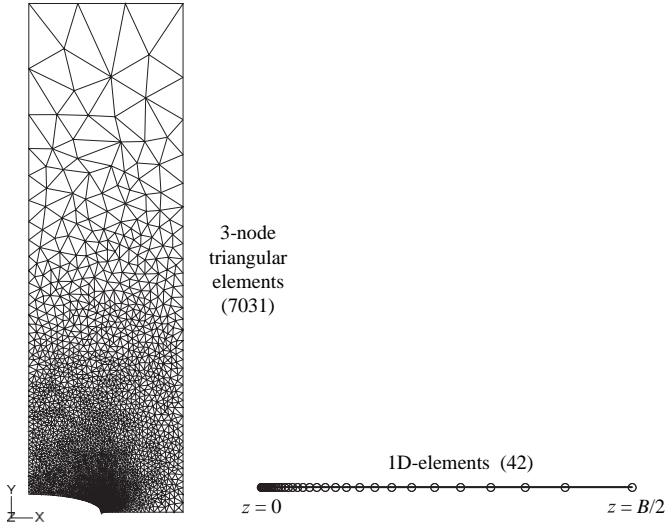 3-node
triangular
elements
(7031)
1D-elements (42)
Y
Z X
z = 0
z = B/2